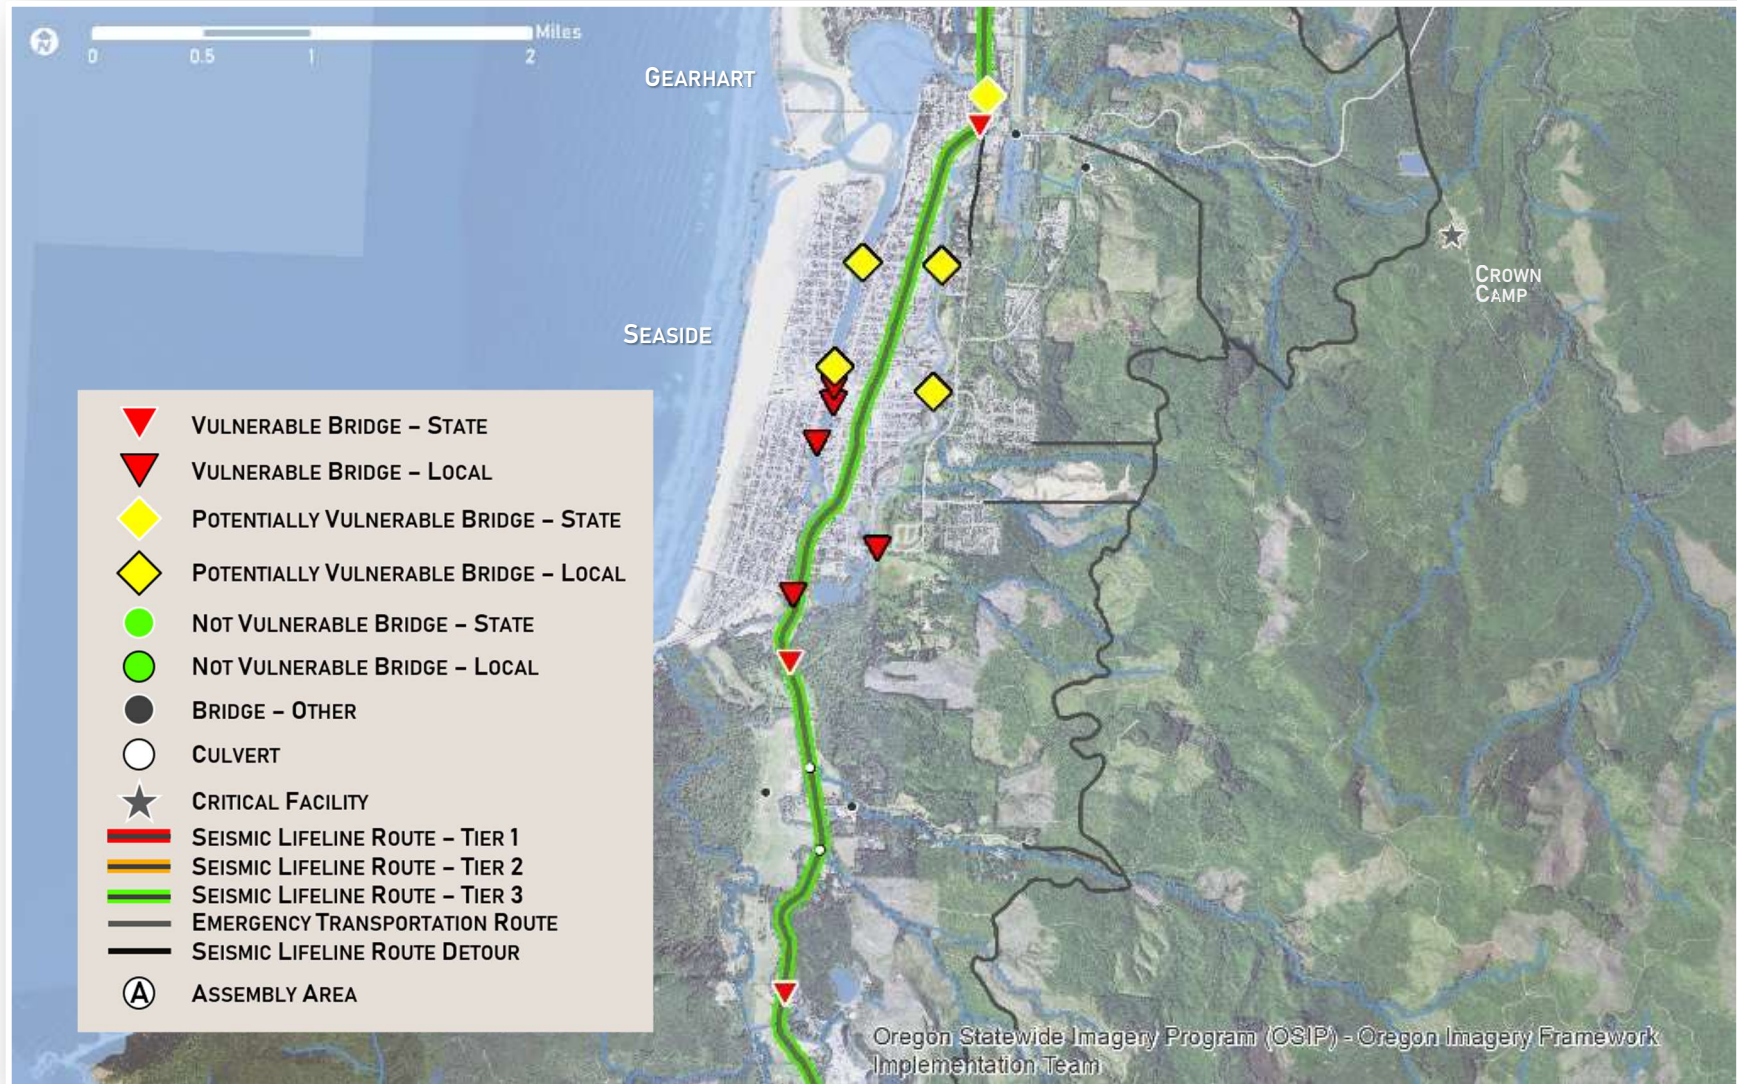 N
Miles
0 0.5 1 2
GEARHART
CROWN
CAMP
SEASIDE
VULNERABLE BRIDGE – STATE
VULNERABLE BRIDGE – LOCAL
POTENTIALLY VULNERABLE BRIDGE – STATE
POTENTIALLY VULNERABLE BRIDGE – LOCAL
NOT VULNERABLE BRIDGE – STATE
NOT VULNERABLE BRIDGE – LOCAL
BRIDGE – OTHER
CULVERT
CRITICAL FACILITY
SEISMIC LIFELINE ROUTE – TIER 1
SEISMIC LIFELINE ROUTE – TIER 2
SEISMIC LIFELINE ROUTE – TIER 3
EMERGENCY TRANSPORTATION ROUTE
SEISMIC LIFELINE ROUTE DETOUR
A ASSEMBLY AREA
Oregon Statewide Imagery Program (OSIP) - Oregon Imagery Framework
Implementation Team